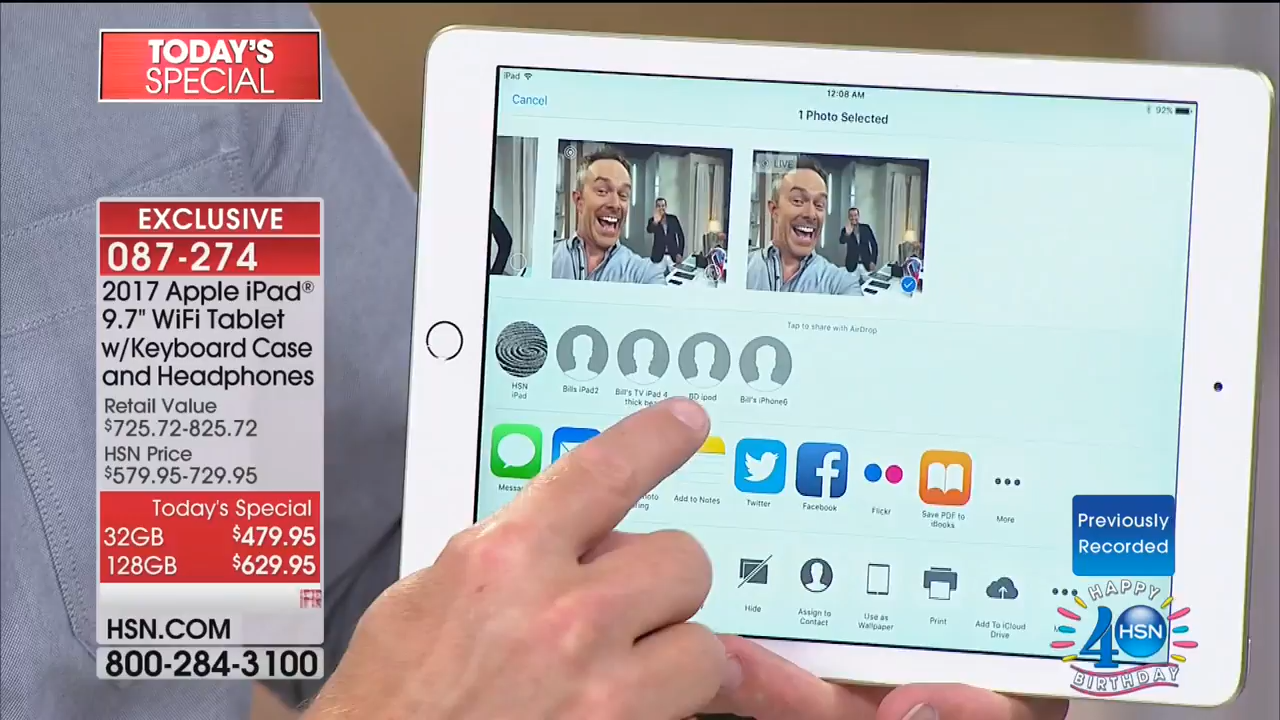 TODAY'S
SPECIAL
EXCLUSIVE
087-274
2017 Apple iPad®
9.7" WiFi Tablet
w/Keyboard Case
and Headphones
Retail Value
$725.72-825.72
HSN Price
$579.95-729.95
Today's Special
32GB $479.95
128GB $629.95
HSN.COM
800-284-3100
iPad
12:08 AM
92%
Cancel
1 Photo Selected
LIVE
Tap to share with AirDrop
HSN
iPad
Bills iPad2
Bill's TV iPad 4
thick
BD ipod
Bill's iPhone6
Add to Notes
Twitter
Facebook
Flickr
Save PDF to
iBooks
More
Hide
Assign to
Contact
Use as
Wallpaper
Print
Add To iCloud
Drive
Previously
Recorded
HAPPY
40 HSN
BIRTHDAY